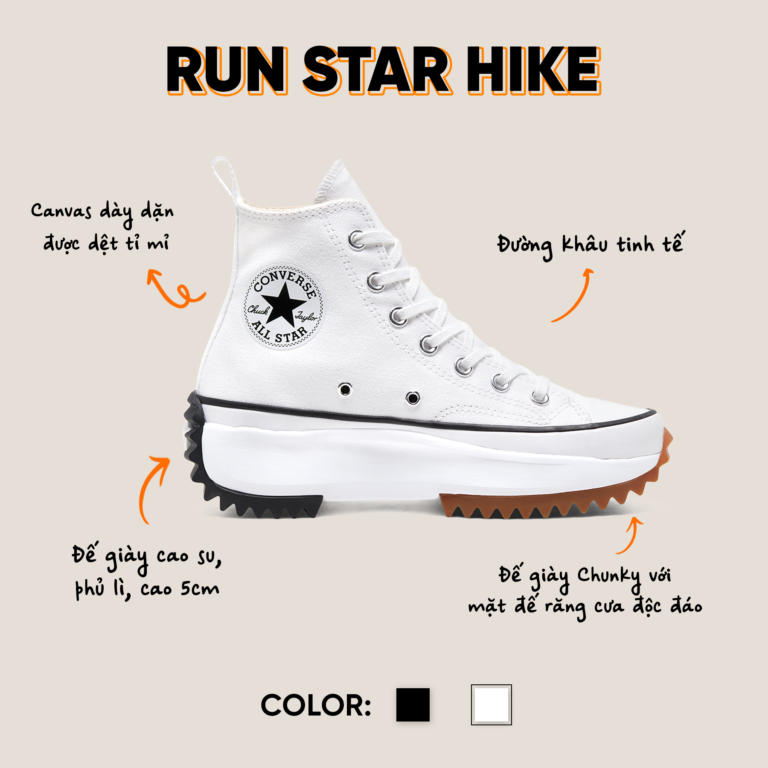 RUN STAR HIKE
Canvas dày dặn
được dệt tỉ mỉ
Đường khâu tinh tế
CONVERSE
Chuck Taylor
ALL STAR
Đế giày cao su,
phủ lì, cao 5cm
Đế giày Chunky với
mặt đế răng cưa độc đáo
COLOR: